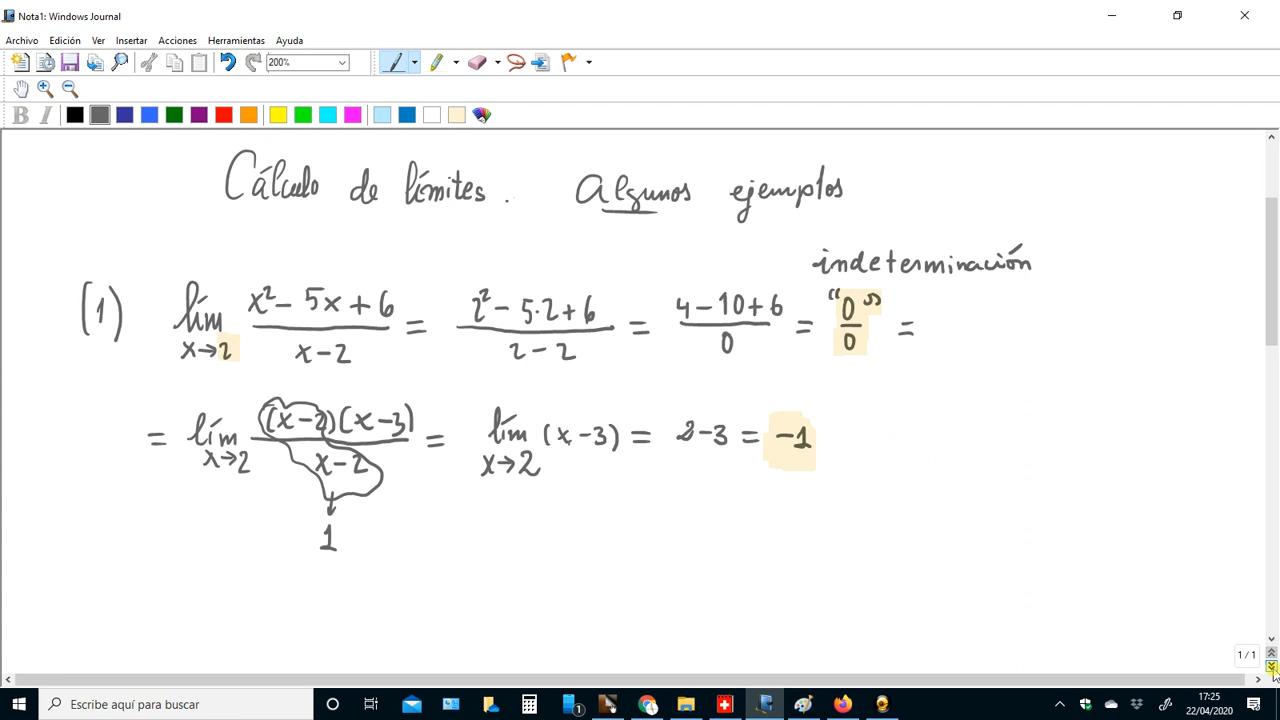 Nota1: Windows Journal
Archivo Edición Ver Insertar Acciones Herramientas Ayuda
200%
B I
Cálculo de límites. Algunos ejemplos
indeterminación
(1) lím x→2 (x² - 5x + 6)/(x - 2) = (2² - 5·2 + 6)/(2 - 2) = (4 - 10 + 6)/0 = "0/0" =
= lím x→2 ((x-2)(x-3))/(x-2) = lím x→2 (x-3) = 2-3 = -1
1
1 / 1
Escribe aquí para buscar
1
17:25
22/04/2020